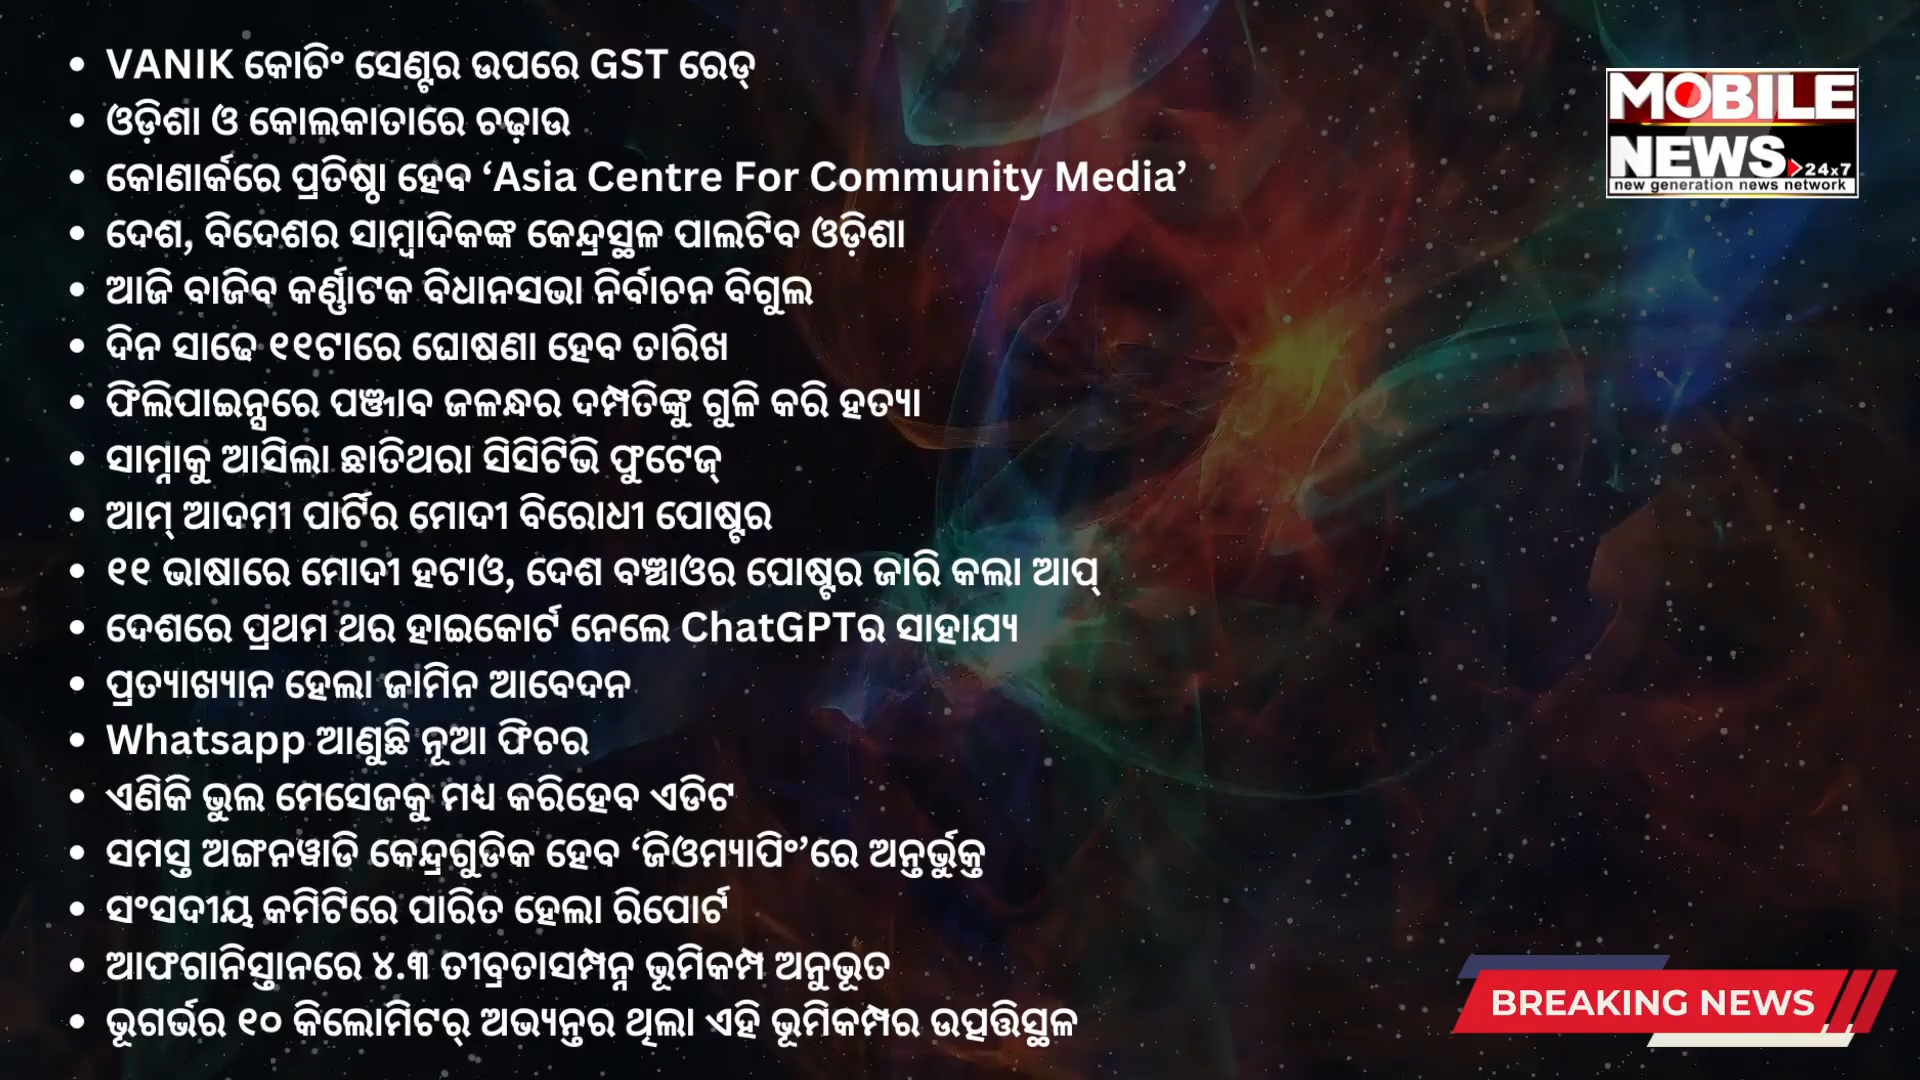 • VANIK କୋଚିଂ ସେଣ୍ଟର ଉପରେ GST ରେଡ୍
• ଓଡ଼ିଶା ଓ କୋଲକାତାରେ ଚଢ଼ାଉ
• କୋଣାର୍କରେ ପ୍ରତିଷ୍ଠା ହେବ ‘Asia Centre For Community Media’
• ଦେଶ, ବିଦେଶର ସାମ୍ବାଦିକଙ୍କ କେନ୍ଦ୍ରସ୍ଥଳ ପାଲଟିବ ଓଡ଼ିଶା
• ଆଜି ବାଜିବ କର୍ଣ୍ଣାଟକ ବିଧାନସଭା ନିର୍ବାଚନ ବିଗୁଲ
• ଦିନ ସାଢେ ୧୧ଟାରେ ଘୋଷଣା ହେବ ତାରିଖ
• ଫିଲିପାଇନ୍ସରେ ପଞ୍ଜାବ ଜଳନ୍ଧର ଦମ୍ପତିଙ୍କୁ ଗୁଳି କରି ହତ୍ୟା
• ସାମ୍ନାକୁ ଆସିଲା ଛାତିଥରା ସିସିଟିଭି ଫୁଟେଜ୍
• ଆମ୍ ଆଦମୀ ପାର୍ଟିର ମୋଦୀ ବିରୋଧୀ ପୋଷ୍ଟର
• ୧୧ ଭାଷାରେ ମୋଦୀ ହଟାଓ, ଦେଶ ବଞ୍ଚାଓର ପୋଷ୍ଟର ଜାରି କଲା ଆପ୍
• ଦେଶରେ ପ୍ରଥମ ଥର ହାଇକୋର୍ଟ ନେଲେ ChatGPTର ସାହାଯ୍ୟ
• ପ୍ରତ୍ୟାଖ୍ୟାନ ହେଲା ଜାମିନ ଆବେଦନ
• Whatsapp ଆଣୁଛି ନୂଆ ଫିଚର
• ଏଣିକି ଭୁଲ ମେସେଜକୁ ମଧ୍ୟ କରିହେବ ଏଡିଟ
• ସମସ୍ତ ଅଙ୍ଗନୱାଡି କେନ୍ଦ୍ରଗୁଡିକ ହେବ ‘ଜିଓମ୍ୟାପିଂ’ରେ ଅନ୍ତର୍ଭୁକ୍ତ
• ସଂସଦୀୟ କମିଟିରେ ପାରିତ ହେଲା ରିପୋର୍ଟ
• ଆଫଗାନିସ୍ତାନରେ ୪.୩ ତୀବ୍ରତାସମ୍ପନ୍ନ ଭୂମିକମ୍ପ ଅନୁଭୂତ
• ଭୂଗର୍ଭର ୧୦ କିଲୋମିଟର୍ ଅଭ୍ୟନ୍ତର ଥିଲା ଏହି ଭୂମିକମ୍ପର ଉତ୍ପତ୍ତିସ୍ଥଳ
MOBILE
NEWS 24x7
new generation news network
BREAKING NEWS